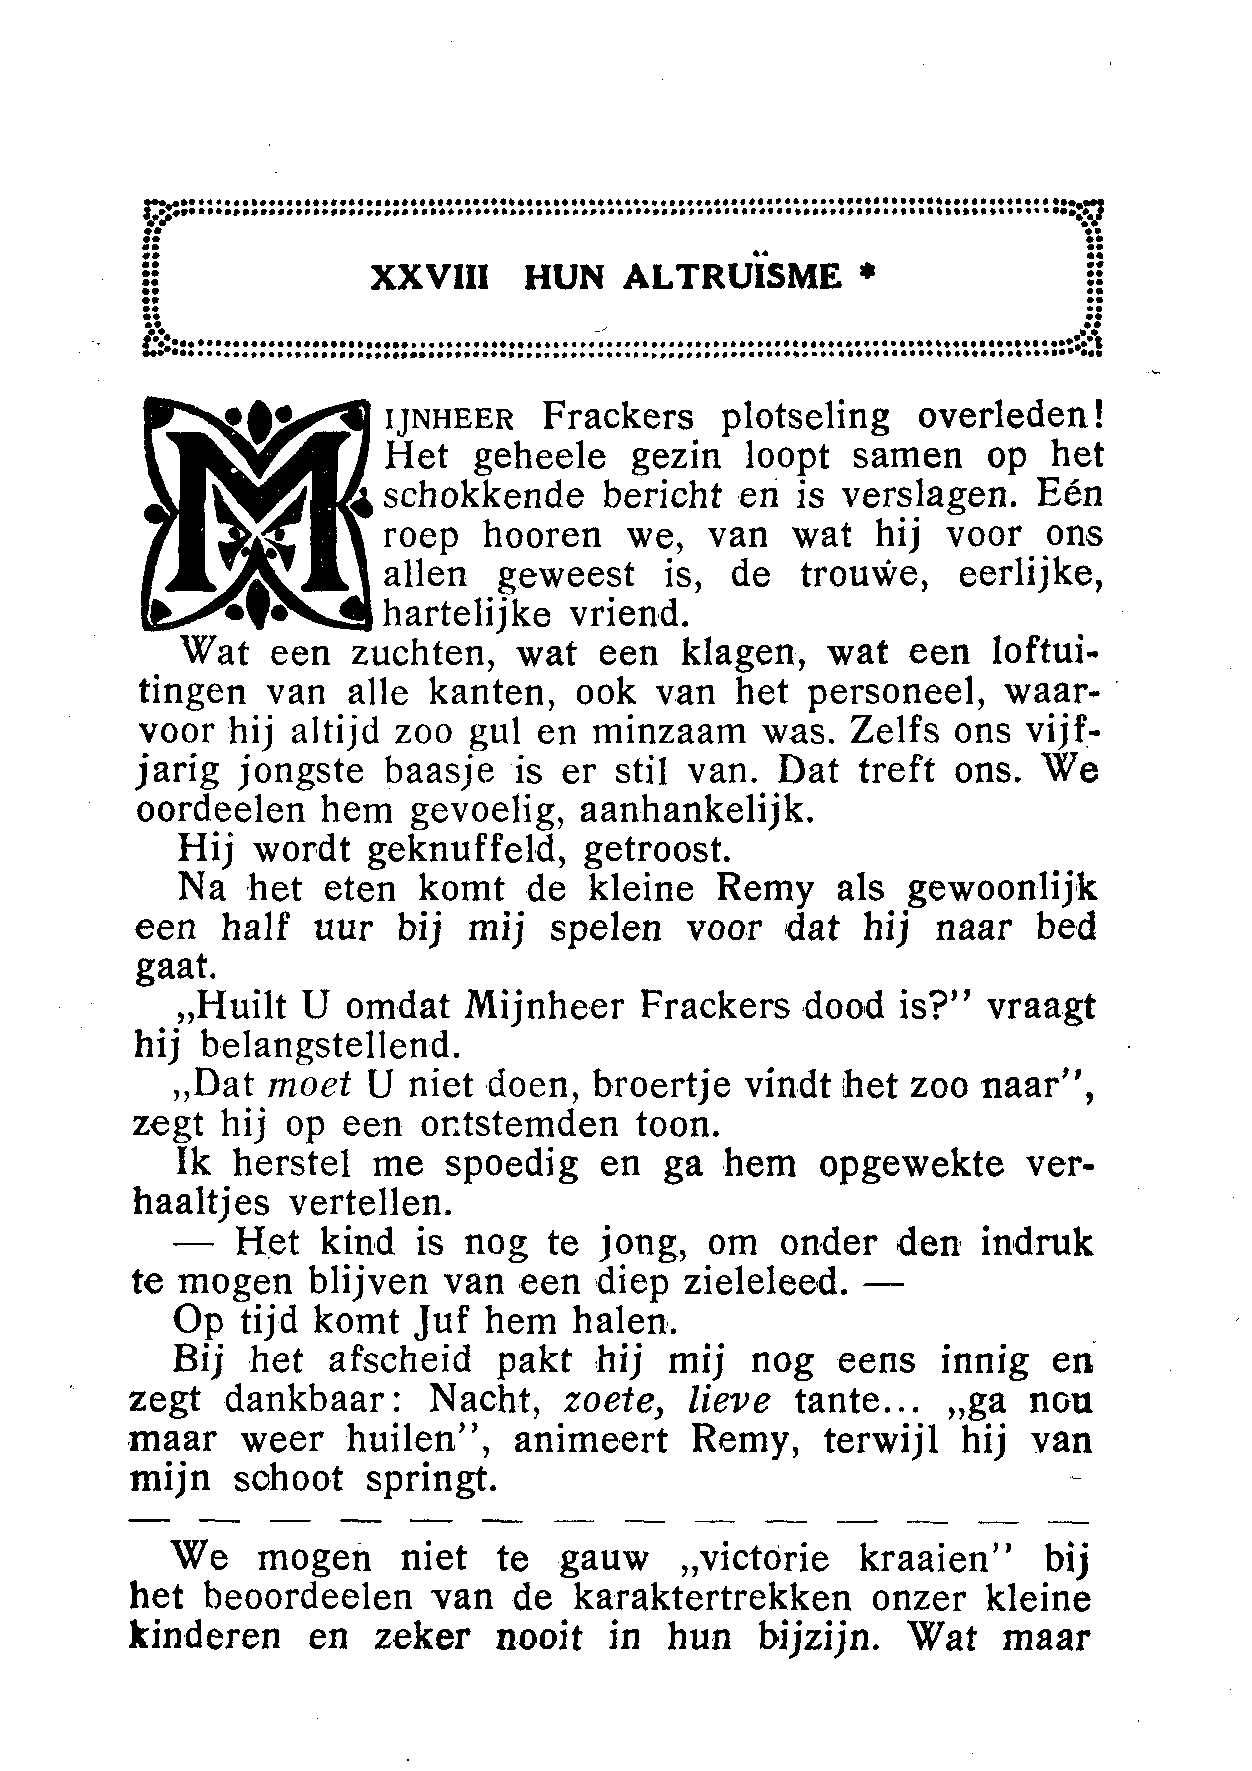 XXVIII HUN ALTRUÏSME *
MIJNHEER Frackers plotseling overleden!
Het geheele gezin loopt samen op het
schokkende bericht en is verslagen. Eén
roep hooren we, van wat hij voor ons
allen geweest is, de trouwe, eerlijke,
hartelijke vriend.
Wat een zuchten, wat een klagen, wat een loftui-
tingen van alle kanten, ook van het personeel, waar-
voor hij altijd zoo gul en minzaam was. Zelfs ons vijf-
jarig jongste baasje is er stil van. Dat treft ons. We
oordeelen hem gevoelig, aanhankelijk.
Hij wordt geknuffeld, getroost.
Na het eten komt de kleine Remy als gewoonlijk
een half uur bij mij spelen voor dat hij naar bed
gaat.
„Huilt U omdat Mijnheer Frackers dood is?” vraagt
hij belangstellend.
„Dat moet U niet doen, broertje vindt het zoo naar”,
zegt hij op een ontstemden toon.
Ik herstel me spoedig en ga hem opgewekte ver-
haaltjes vertellen.
— Het kind is nog te jong, om onder den indruk
te mogen blijven van een diep zieleleed. —
Op tijd komt Juf hem halen.
Bij het afscheid pakt hij mij nog eens innig en
zegt dankbaar: Nacht, zoete, lieve tante... „ga nou
maar weer huilen”, animeert Remy, terwijl hij van
mijn schoot springt.
— — — — — — — — — — — — — —
We mogen niet te gauw „victorie kraaien” bij
het beoordeelen van de karaktertrekken onzer kleine
kinderen en zeker nooit in hun bijzijn. Wat maar